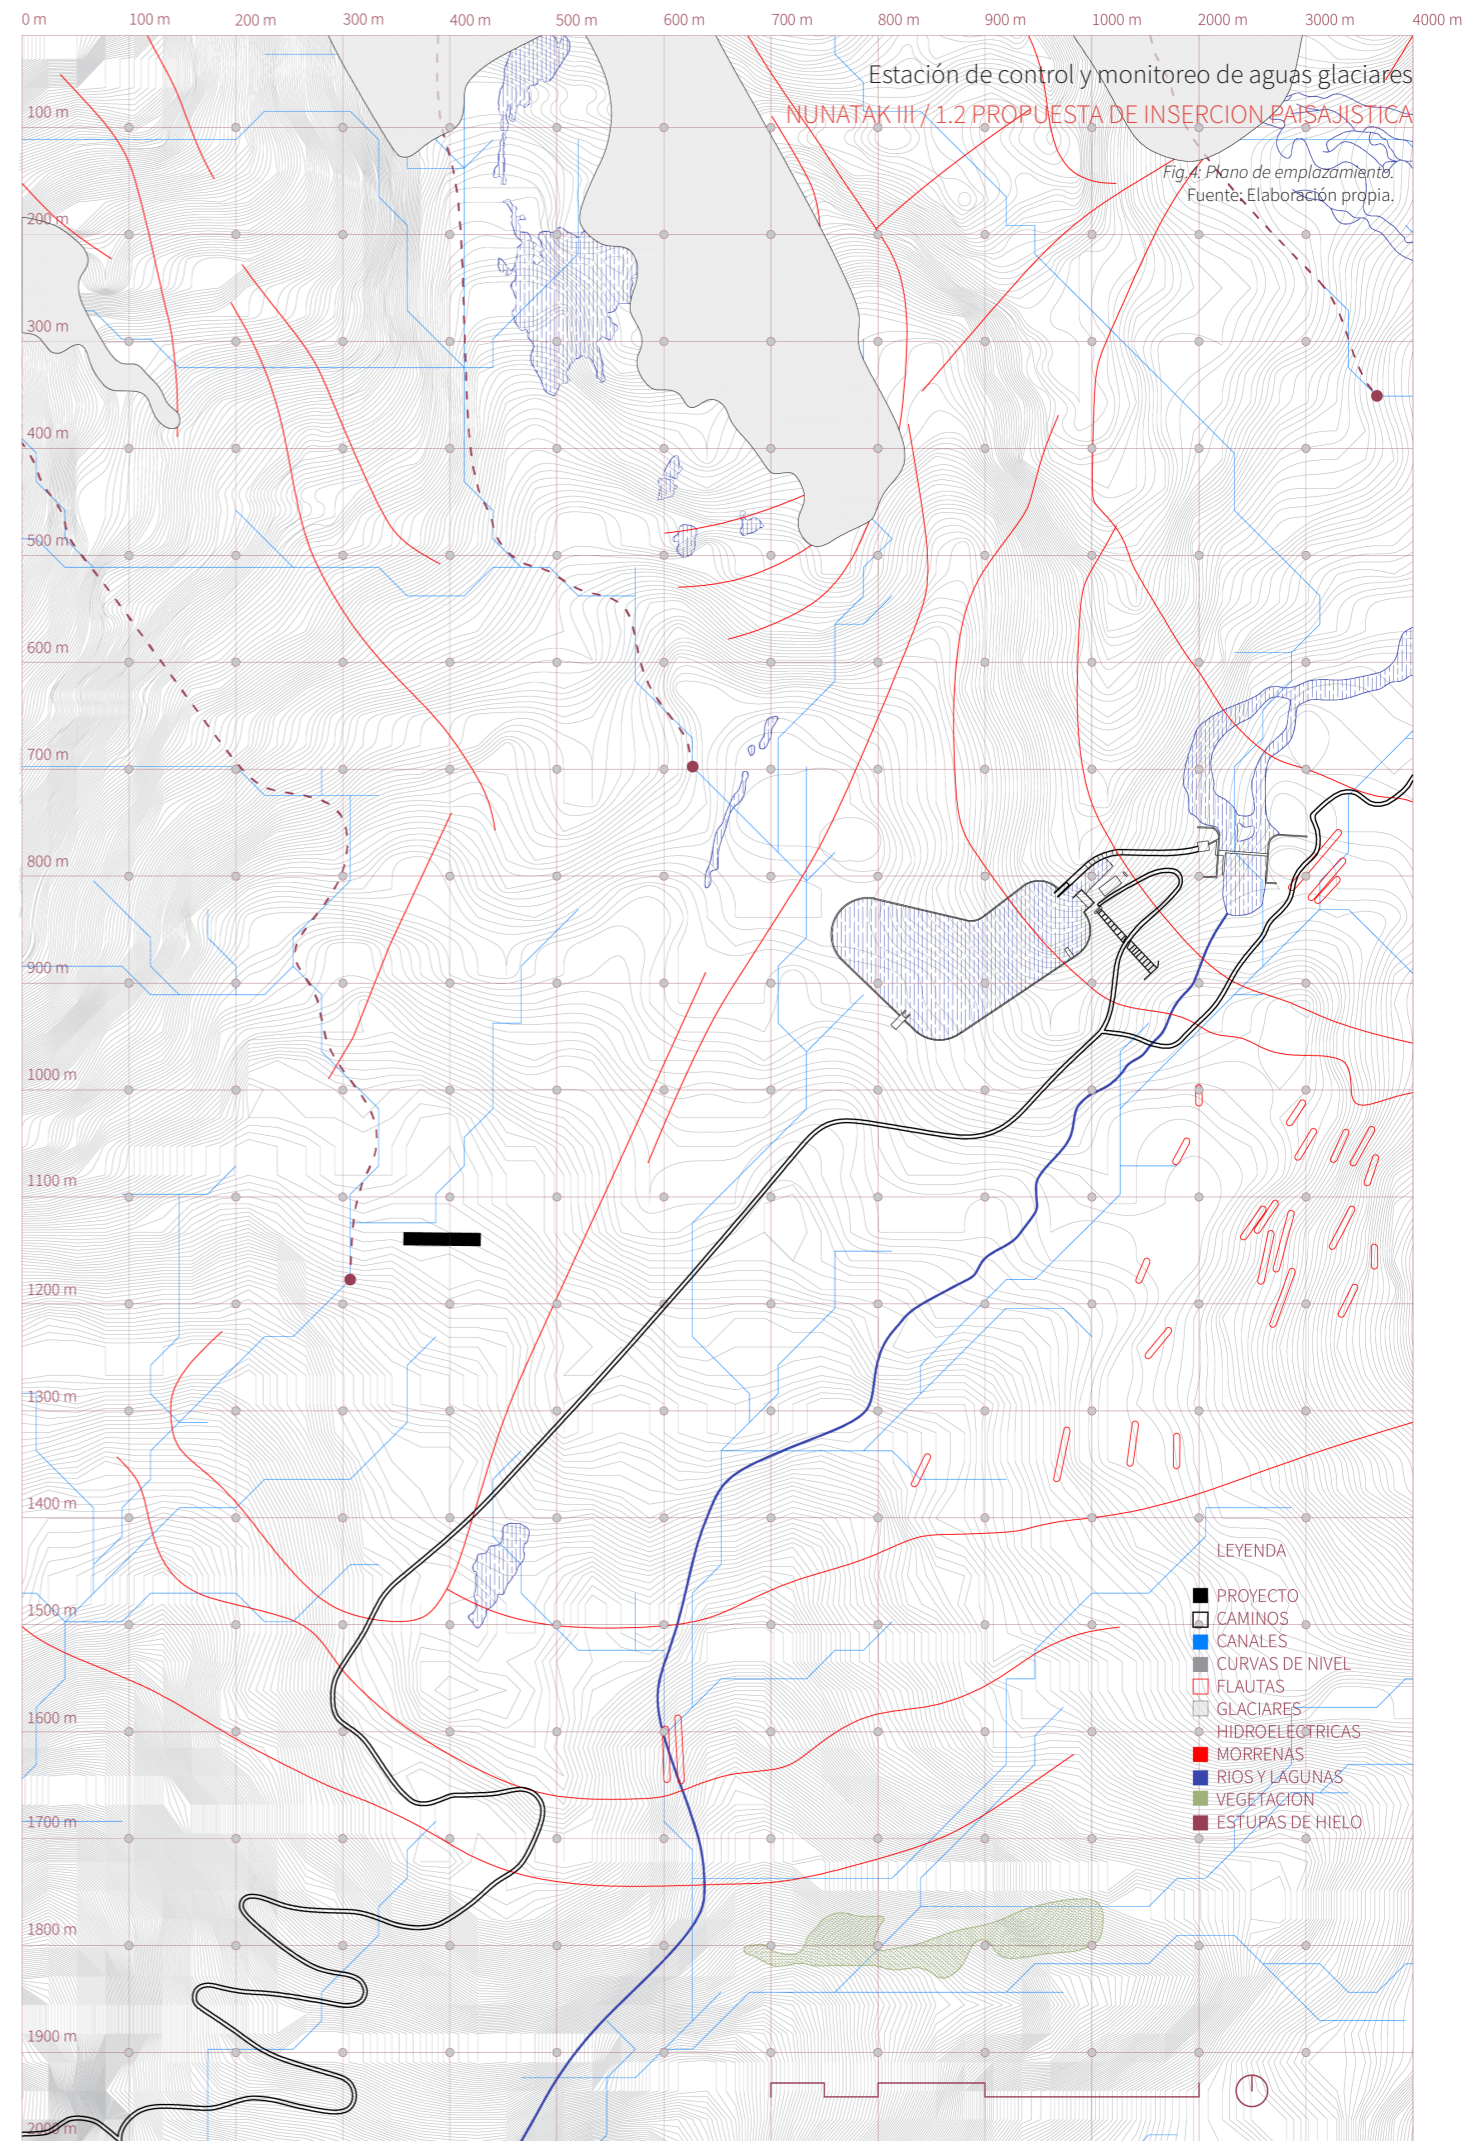 0 m 100 m 200 m 300 m 400 m 500 m 600 m 700 m 800 m 900 m 1000 m 2000 m 3000 m 4000 m
Estación de control y monitoreo de aguas glaciares
NUNATAK III / 1.2 PROPUESTA DE INSERCION PAISAJISTICA
Fig.4: Plano de emplazamiento.
Fuente: Elaboración propia.
100 m
200 m
300 m
400 m
500 m
600 m
700 m
800 m
900 m
1000 m
1100 m
1200 m
1300 m
1400 m
1500 m
1600 m
1700 m
1800 m
1900 m
2000 m
LEYENDA
PROYECTO
CAMINOS
CANALES
CURVAS DE NIVEL
FLAUTAS
GLACIARES
HIDROELECTRICAS
MORRENAS
RIOS Y LAGUNAS
VEGETACION
ESTUPAS DE HIELO